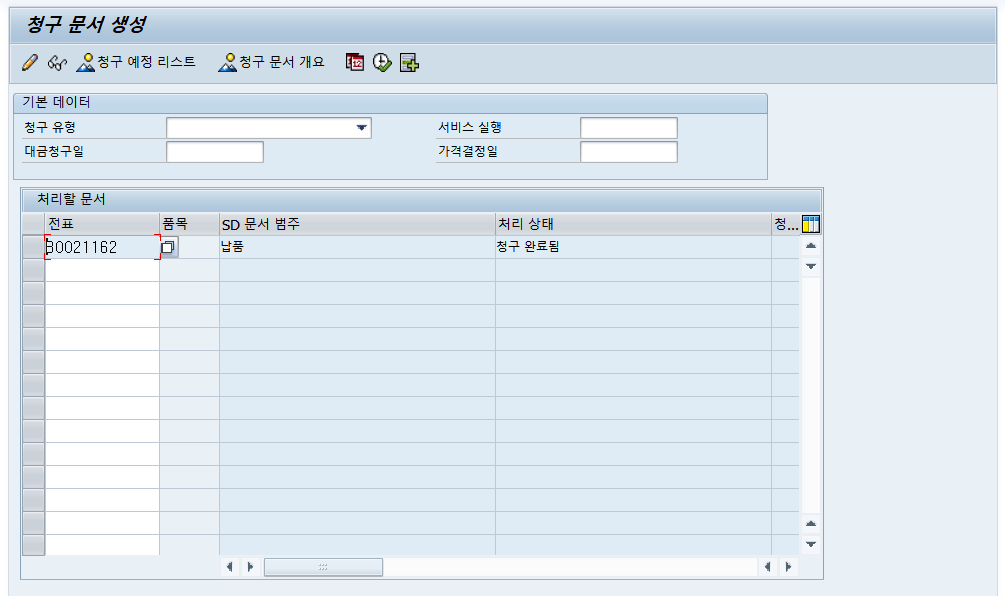 청구 문서 생성
청구 예정 리스트 청구 문서 개요
기본 데이터
청구 유형 서비스 실행
대금청구일 가격결정일
처리할 문서
전표 품목 SD 문서 범주 처리 상태 청...
80021162 납품 청구 완료됨